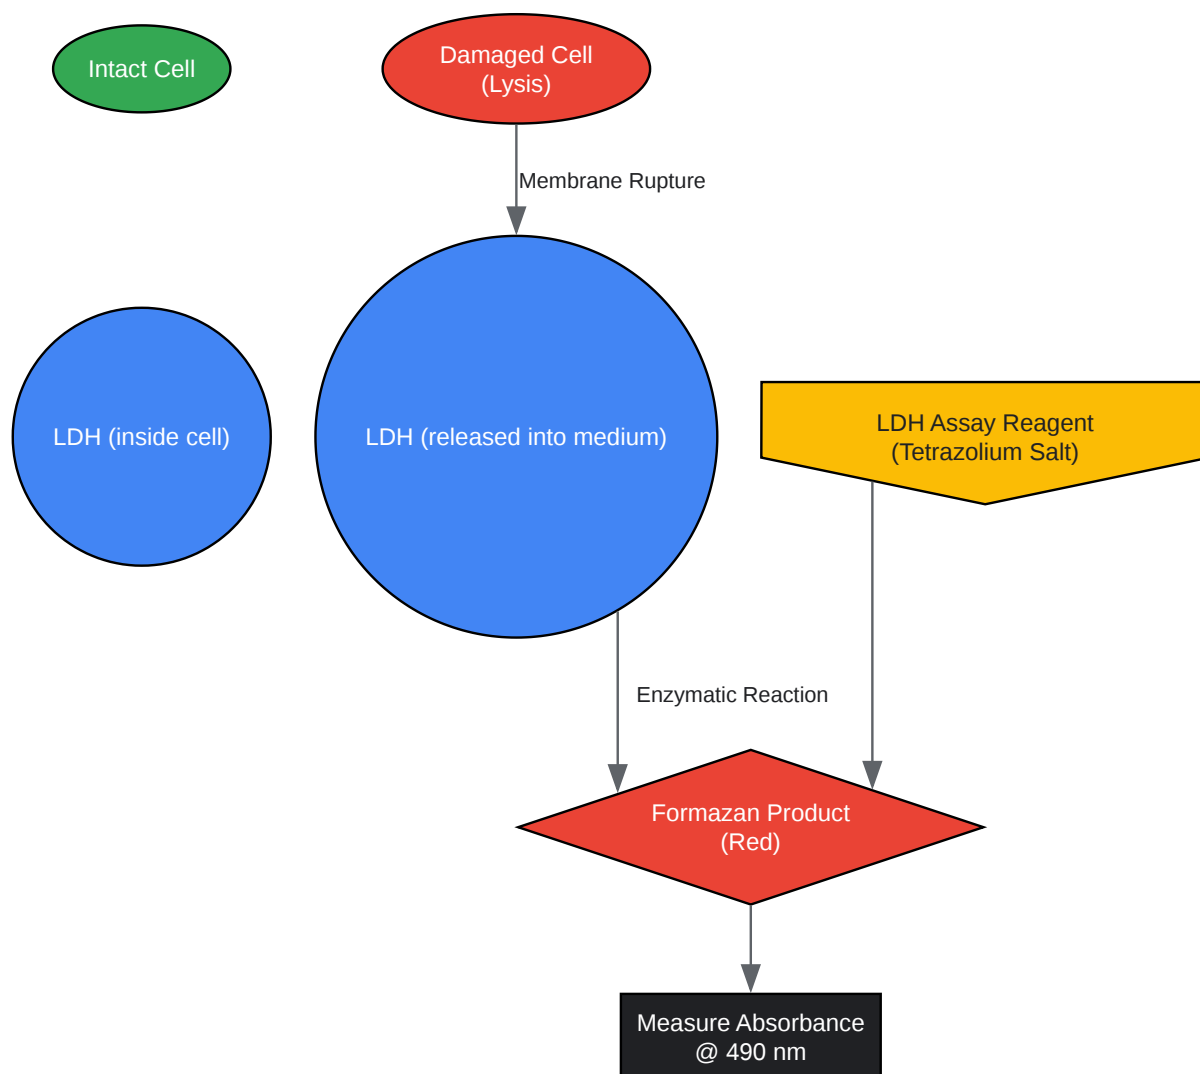 Intact Cell
Damaged Cell
(Lysis)
Membrane Rupture
LDH (inside cell)
LDH (released into medium)
LDH Assay Reagent
(Tetrazolium Salt)
Enzymatic Reaction
Formazan Product
(Red)
Measure Absorbance
@ 490 nm